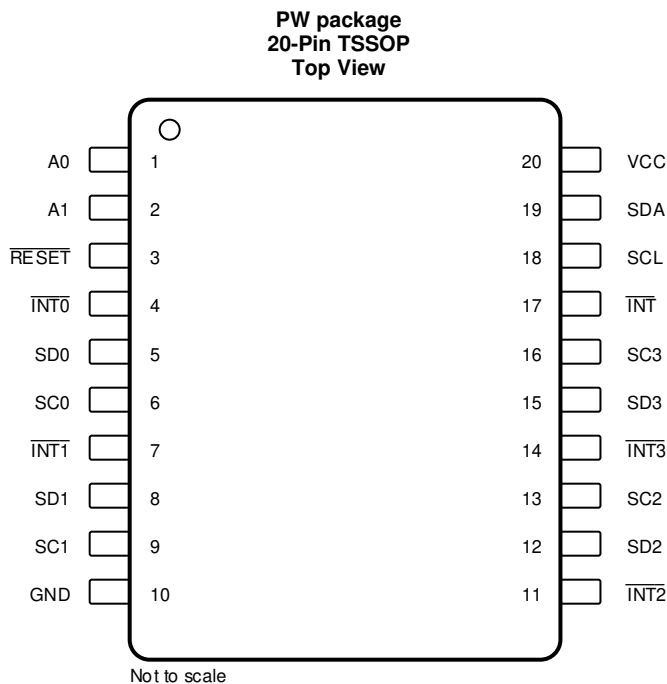 PW package
20-Pin TSSOP
Top View
A0 1 20 VCC
A1 2 19 SDA
RESET 3 18 SCL
INT0 4 17 INT
SD0 5 16 SC3
SC0 6 15 SD3
INT1 7 14 INT3
SD1 8 13 SC2
SC1 9 12 SD2
GND 10 11 INT2
Not to scale